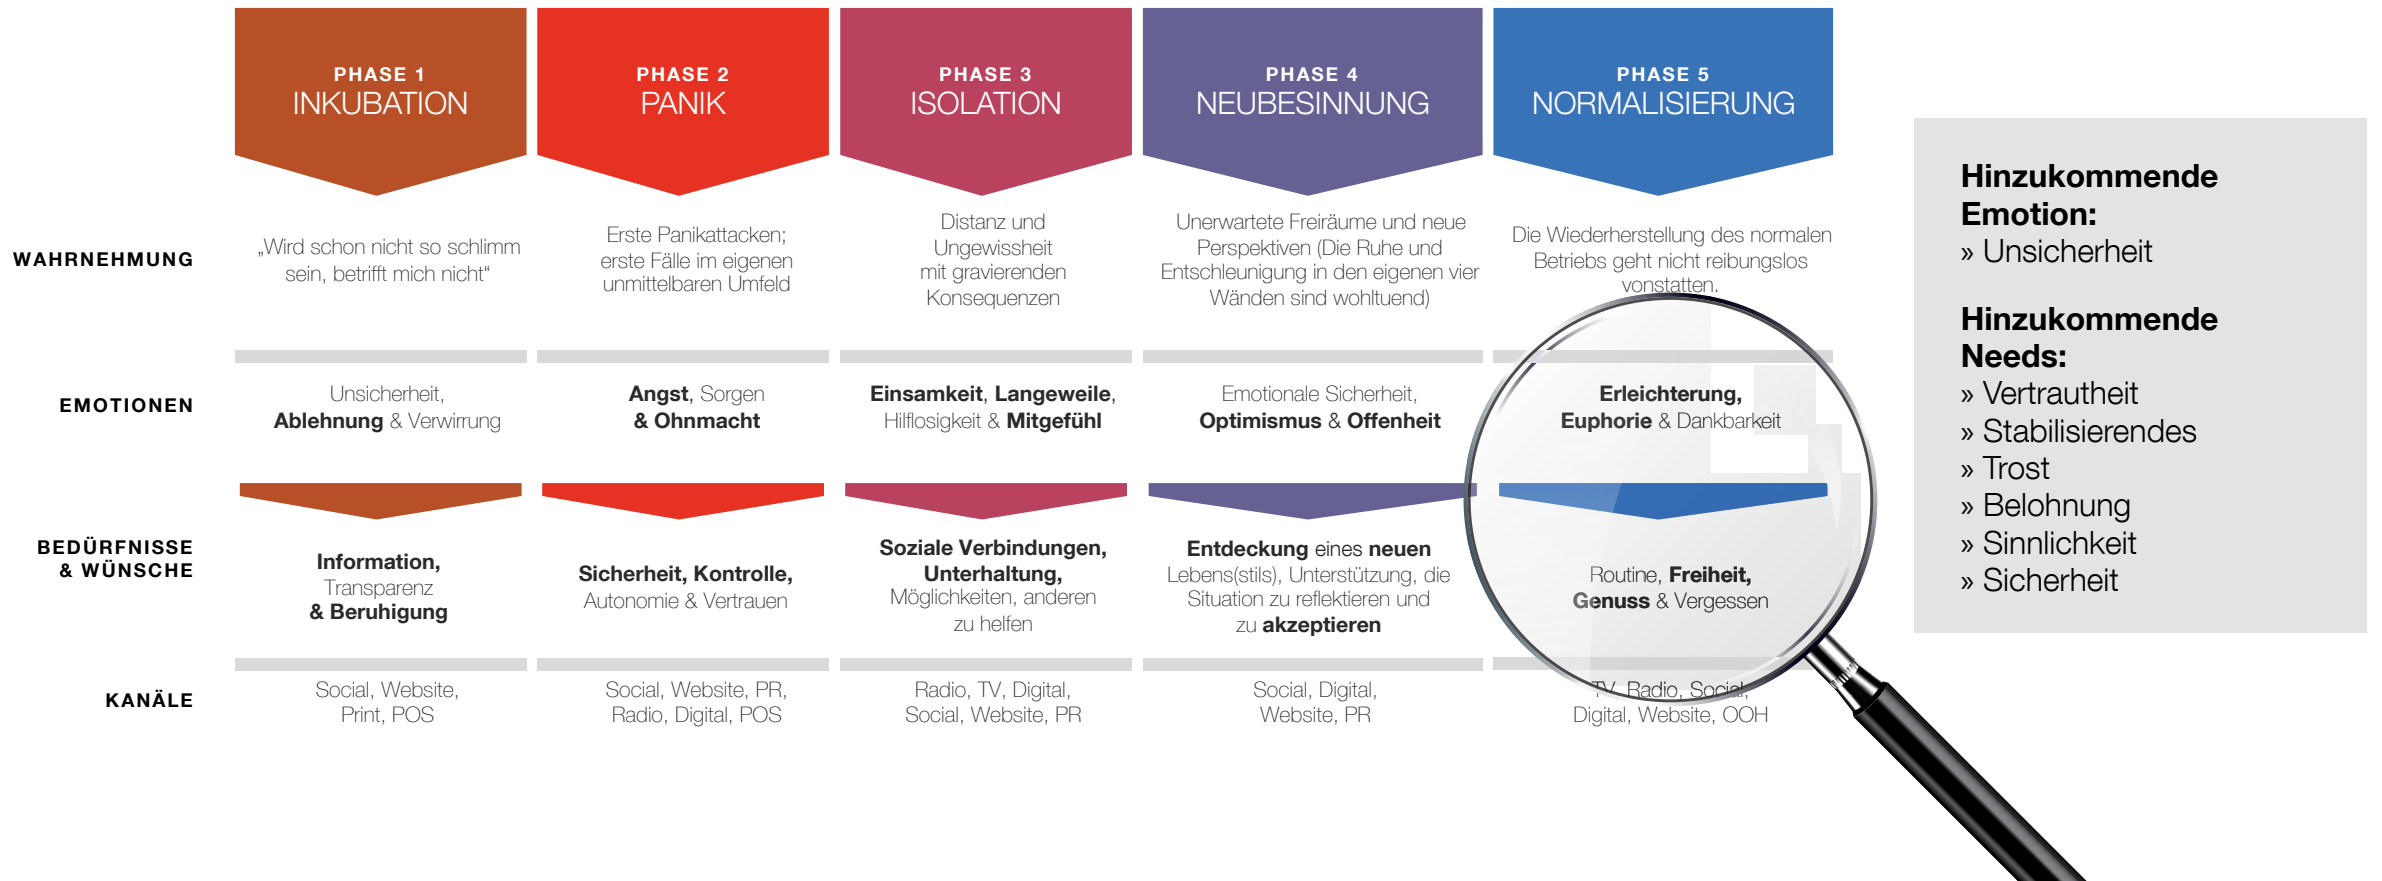 PHASE 1
INKUBATION
PHASE 2
PANIK
PHASE 3
ISOLATION
PHASE 4
NEUBESINNUNG
PHASE 5
NORMALISIERUNG
WAHRNEHMUNG
„Wird schon nicht so schlimm
sein, betrifft mich nicht“
Erste Panikattacken;
erste Fälle im eigenen
unmittelbaren Umfeld
Distanz und
Ungewissheit
mit gravierenden
Konsequenzen
Unerwartete Freiräume und neue
Perspektiven (Die Ruhe und
Entschleunigung in den eigenen vier
Wänden sind wohltuend)
Die Wiederherstellung des normalen
Betriebs geht nicht reibungslos
vonstatten.
EMOTIONEN
Unsicherheit,
Ablehnung & Verwirrung
Angst, Sorgen
& Ohnmacht
Einsamkeit, Langeweile,
Hilflosigkeit & Mitgefühl
Emotionale Sicherheit,
Optimismus & Offenheit
Erleichterung,
Euphorie & Dankbarkeit
BEDÜRFNISSE
& WÜNSCHE
Information,
Transparenz
& Beruhigung
Sicherheit, Kontrolle,
Autonomie & Vertrauen
Soziale Verbindungen,
Unterhaltung,
Möglichkeiten, anderen
zu helfen
Entdeckung eines neuen
Lebens(stils), Unterstützung, die
Situation zu reflektieren und
zu akzeptieren
Routine, Freiheit,
Genuss & Vergessen
KANÄLE
Social, Website,
Print, POS
Social, Website, PR,
Radio, Digital, POS
Radio, TV, Digital,
Social, Website, PR
Social, Digital,
Website, PR
TV, Radio, Social,
Digital, Website, OOH
Hinzukommende
Emotion:
» Unsicherheit
Hinzukommende
Needs:
» Vertrautheit
» Stabilisierendes
» Trost
» Belohnung
» Sinnlichkeit
» Sicherheit